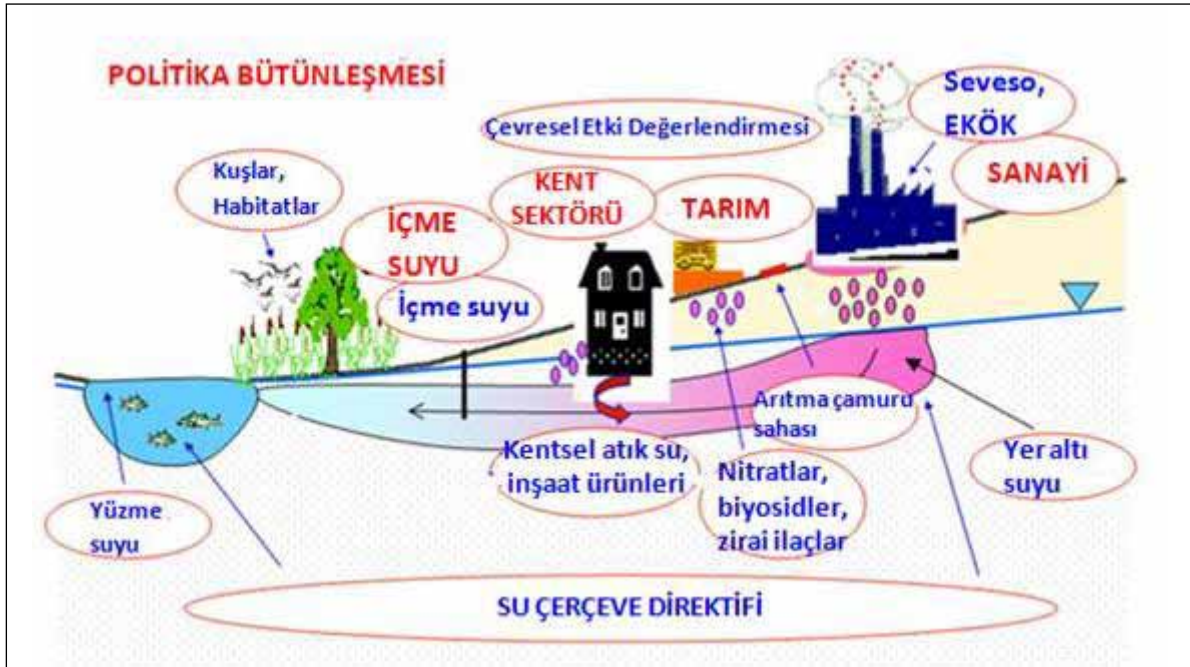 POLİTİKA BÜTÜNLEŞMESİ
Seveso,
EKÖK
Çevresel Etki Değerlendirmesi
SANAYİ
Kuşlar,
Habitatlar
KENT
SEKTÖRÜ
TARIM
İÇME
SUYU
İçme suyu
Arıtma çamuru
sahası
Kentsel atık su,
inşaat ürünleri
Nitratlar,
biyosidler,
zirai ilaçlar
Yer altı
suyu
Yüzme
suyu
SU ÇERÇEVE DİREKTİFİ